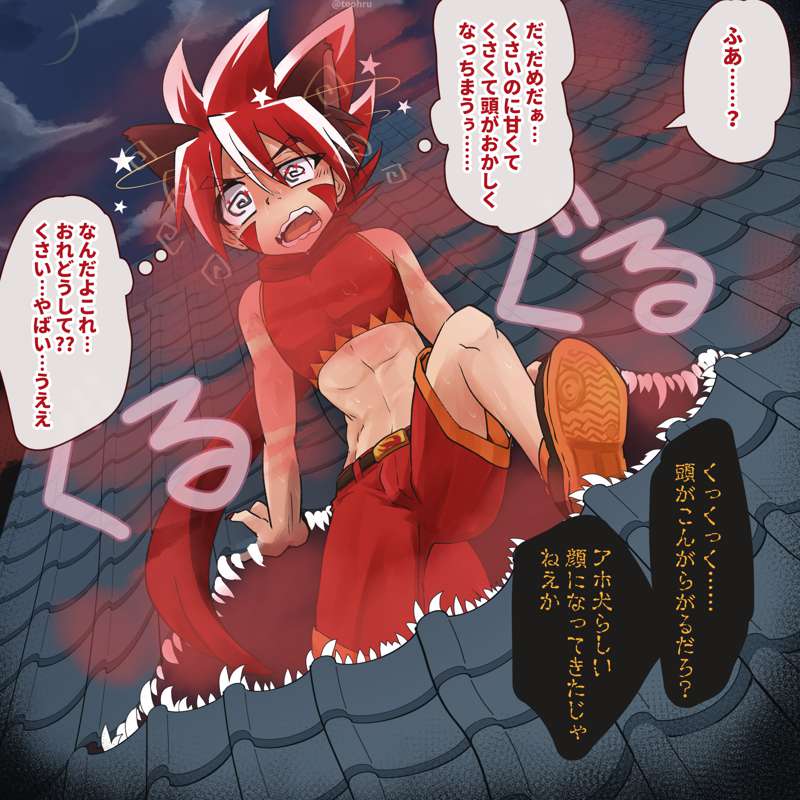 @tephru
ふあ……？
だ、だめだぁ…
くさいのに甘くて
くさくて頭がおかしく
なっちまうぅ……
なんだよこれ…
おれどうして??
くさい…やばい…うええ
ぐる
ぐる
くっくっく……
頭がこんがらがるだろ？
アホ犬らしい
顔になってきたじゃ
ねえか